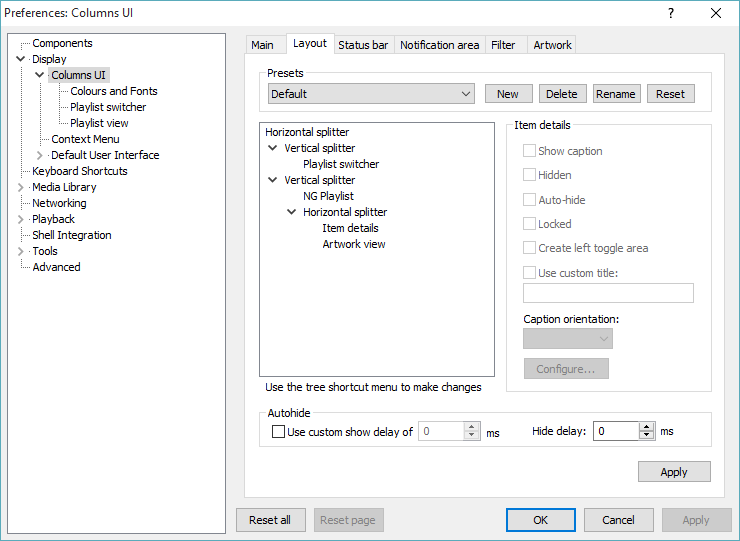 Preferences: Columns UI
?
Components
Display
Columns UI
Colours and Fonts
Playlist switcher
Playlist view
Context Menu
Default User Interface
Keyboard Shortcuts
Media Library
Networking
Playback
Shell Integration
Tools
Advanced
Main Layout Status bar Notification area Filter Artwork
Presets
Default New Delete Rename Reset
Horizontal splitter
Vertical splitter
Playlist switcher
Vertical splitter
NG Playlist
Horizontal splitter
Item details
Artwork view
Use the tree shortcut menu to make changes
Item details
Show caption
Hidden
Auto-hide
Locked
Create left toggle area
Use custom title:
Caption orientation:
Configure...
Autohide
Use custom show delay of 0 ms Hide delay: 0 ms
Apply
Reset all Reset page OK Cancel Apply